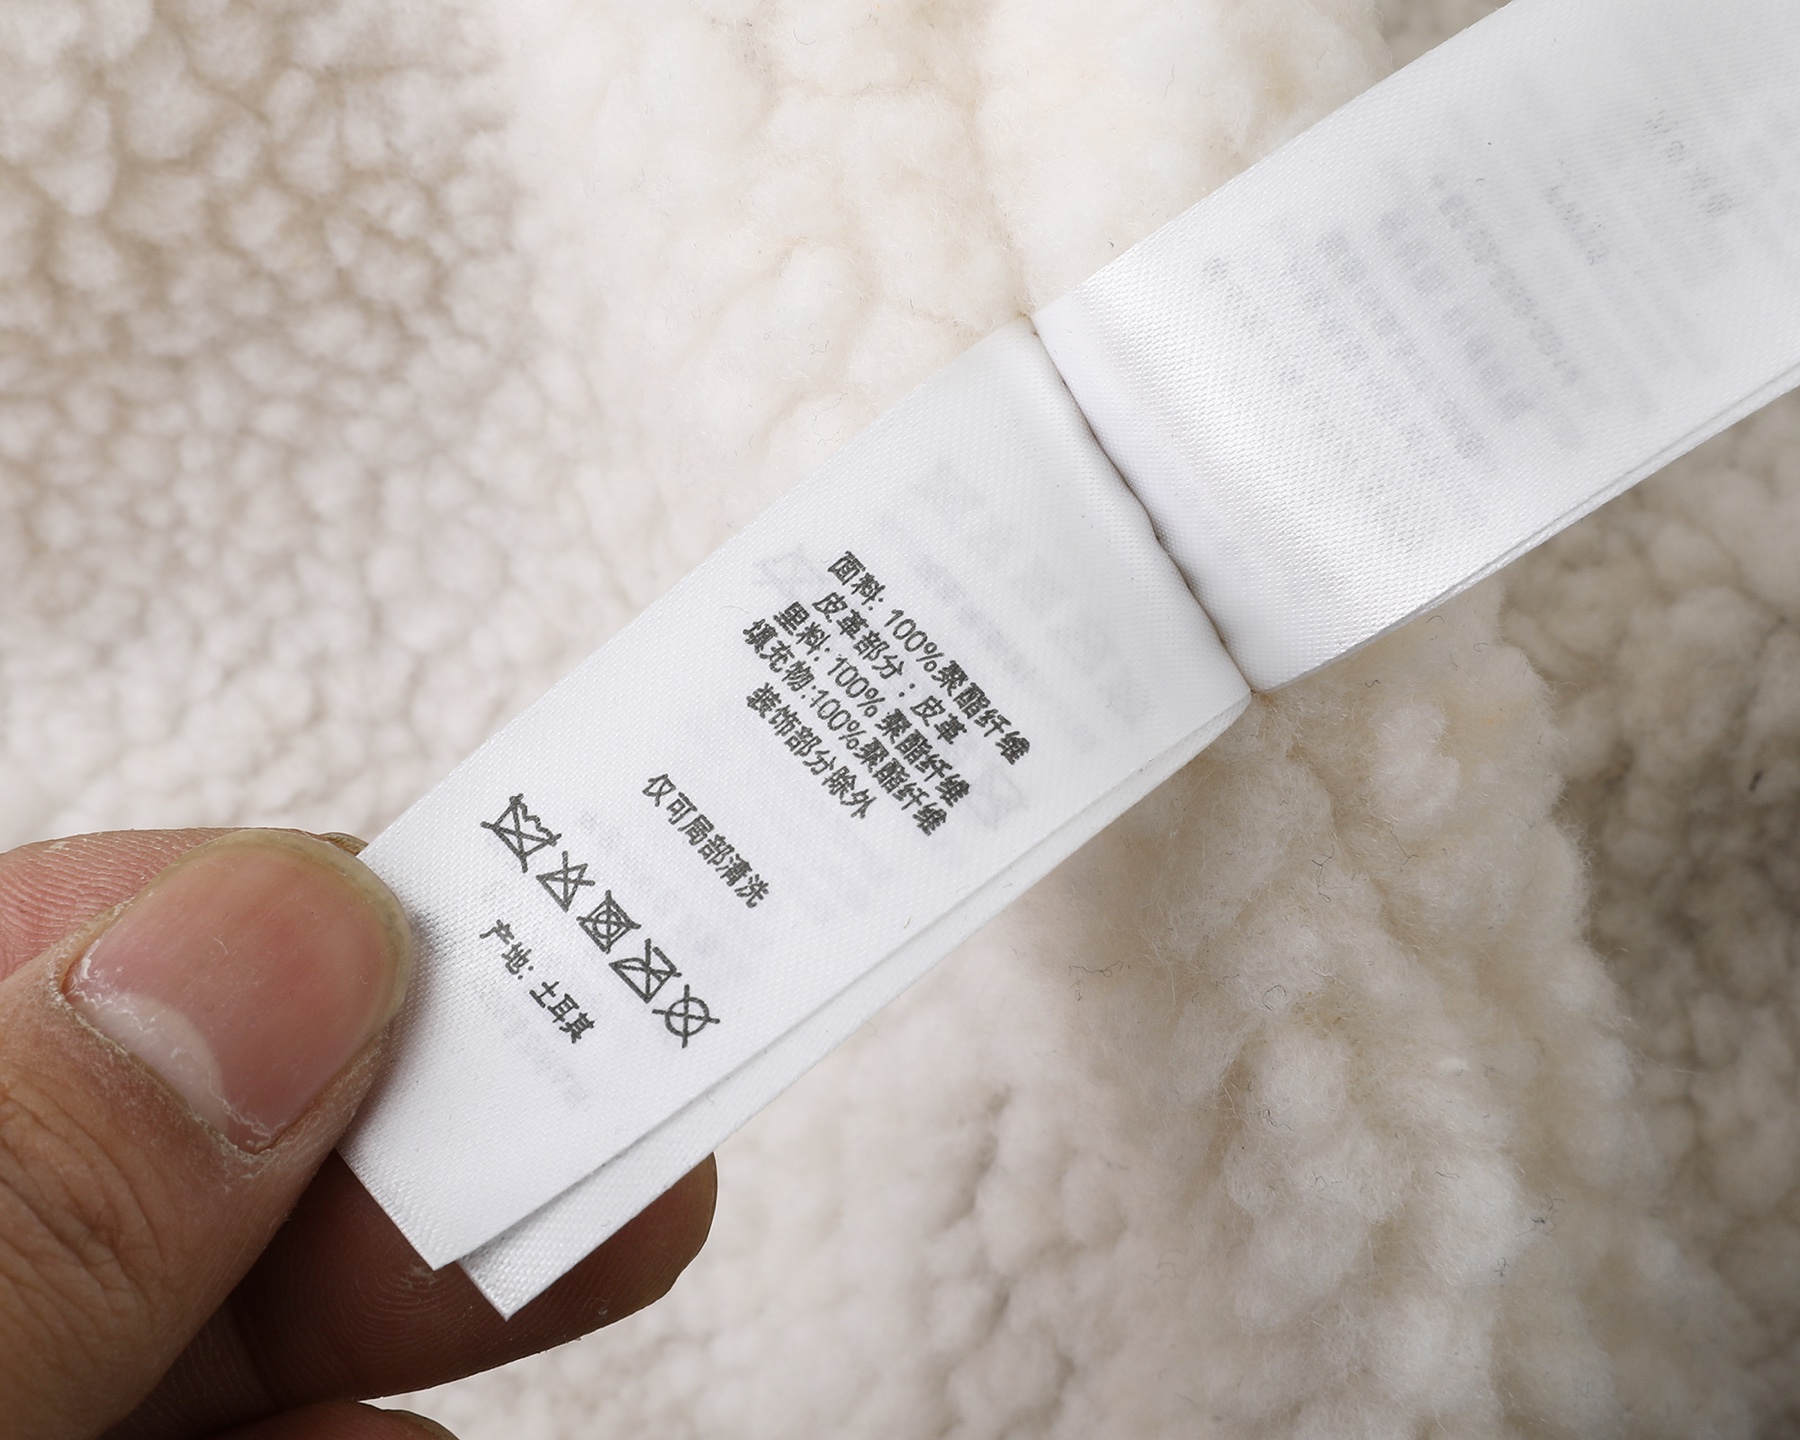 面料: 100%聚酯纤维
皮革部分：皮革
里料: 100% 聚酯纤维
填充物:100%聚酯纤维
装饰部分除外
仅可局部清洗
产地: 土耳其